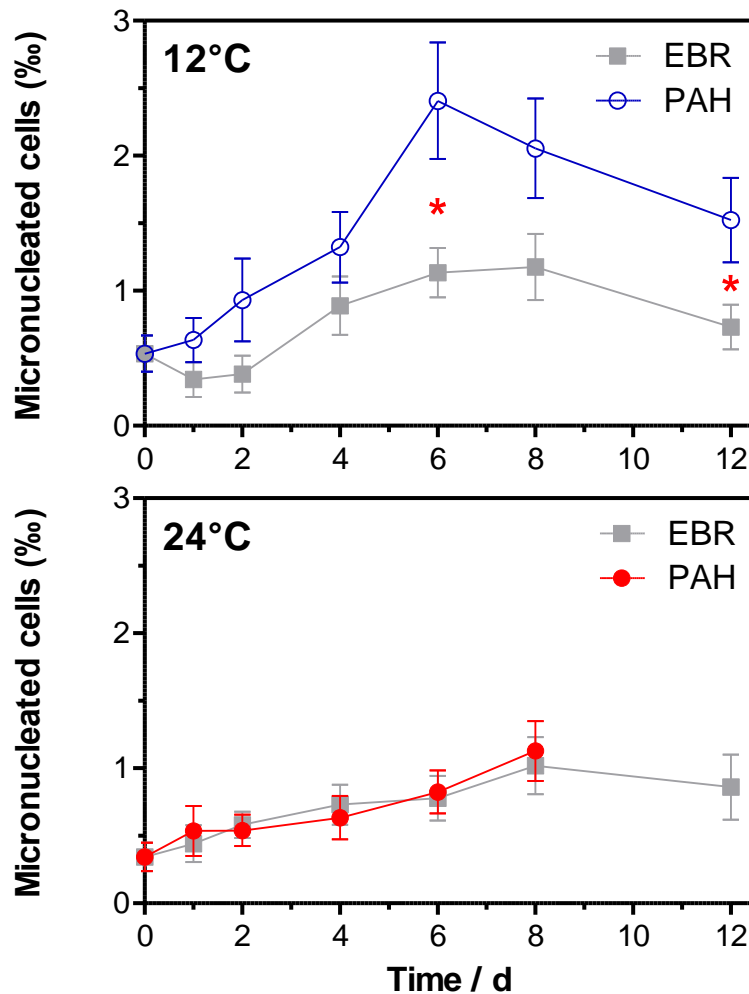 Micronucleated cells (‰)
3
2
1
0
12°C
EBR
PAH
*
*
0 2 4 6 8 10 12
Micronucleated cells (‰)
3
2
1
0
24°C
EBR
PAH
0 2 4 6 8 10 12
Time / d